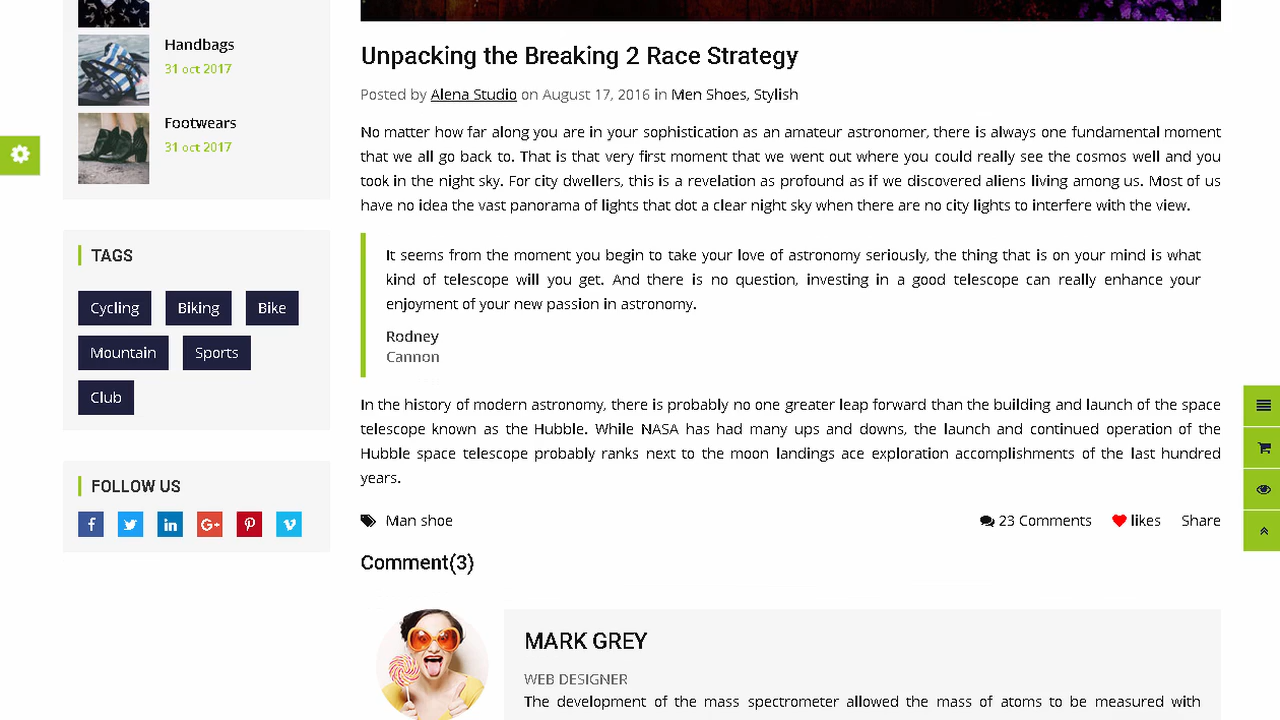 Handbags
31 oct 2017
Footwears
31 oct 2017
TAGS
Cycling
Biking
Bike
Mountain
Sports
Club
FOLLOW US
Unpacking the Breaking 2 Race Strategy
Posted by Alena Studio on August 17, 2016 in Men Shoes, Stylish
No matter how far along you are in your sophistication as an amateur astronomer, there is always one fundamental moment
that we all go back to. That is that very first moment that we went out where you could really see the cosmos well and you
took in the night sky. For city dwellers, this is a revelation as profound as if we discovered aliens living among us. Most of us
have no idea the vast panorama of lights that dot a clear night sky when there are no city lights to interfere with the view.
It seems from the moment you begin to take your love of astronomy seriously, the thing that is on your mind is what
kind of telescope will you get. And there is no question, investing in a good telescope can really enhance your
enjoyment of your new passion in astronomy.
Rodney
Cannon
In the history of modern astronomy, there is probably no one greater leap forward than the building and launch of the space
telescope known as the Hubble. While NASA has had many ups and downs, the launch and continued operation of the
Hubble space telescope probably ranks next to the moon landings ace exploration accomplishments of the last hundred
years.
Man shoe
23 Comments
likes
Share
Comment(3)
MARK GREY
WEB DESIGNER
The development of the mass spectrometer allowed the mass of atoms to be measured with